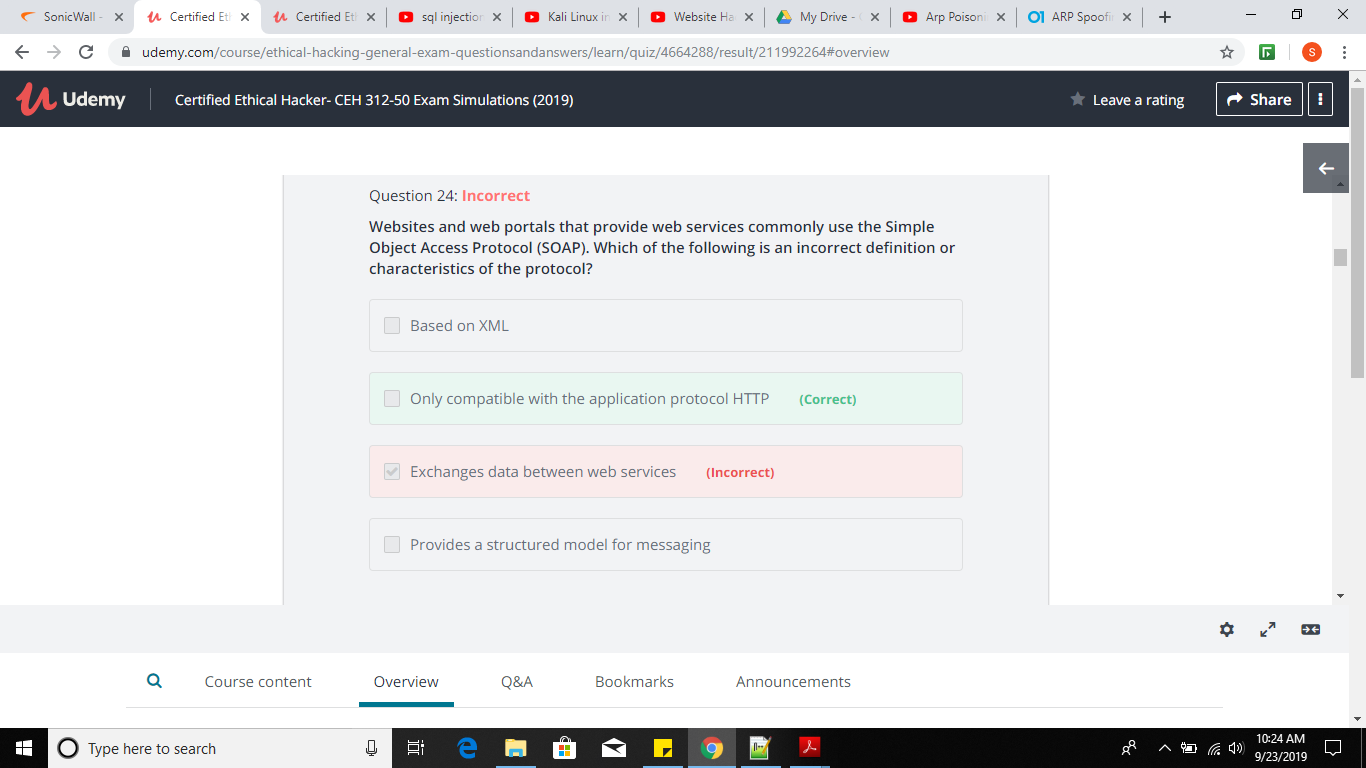 SonicWall -
Certified Et
Certified Et
sql injection
Kali Linux in
Website Ha
My Drive -
Arp Poisoni
ARP Spoofi
udemy.com/course/ethical-hacking-general-exam-questionsandanswers/learn/quiz/4664288/result/211992264#overview
S
Udemy
Certified Ethical Hacker- CEH 312-50 Exam Simulations (2019)
Leave a rating
Share
Question 24: Incorrect
Websites and web portals that provide web services commonly use the Simple
Object Access Protocol (SOAP). Which of the following is an incorrect definition or
characteristics of the protocol?
Based on XML
Only compatible with the application protocol HTTP (Correct)
Exchanges data between web services (Incorrect)
Provides a structured model for messaging
Course content
Overview
Q&A
Bookmarks
Announcements
Type here to search
10:24 AM
9/23/2019